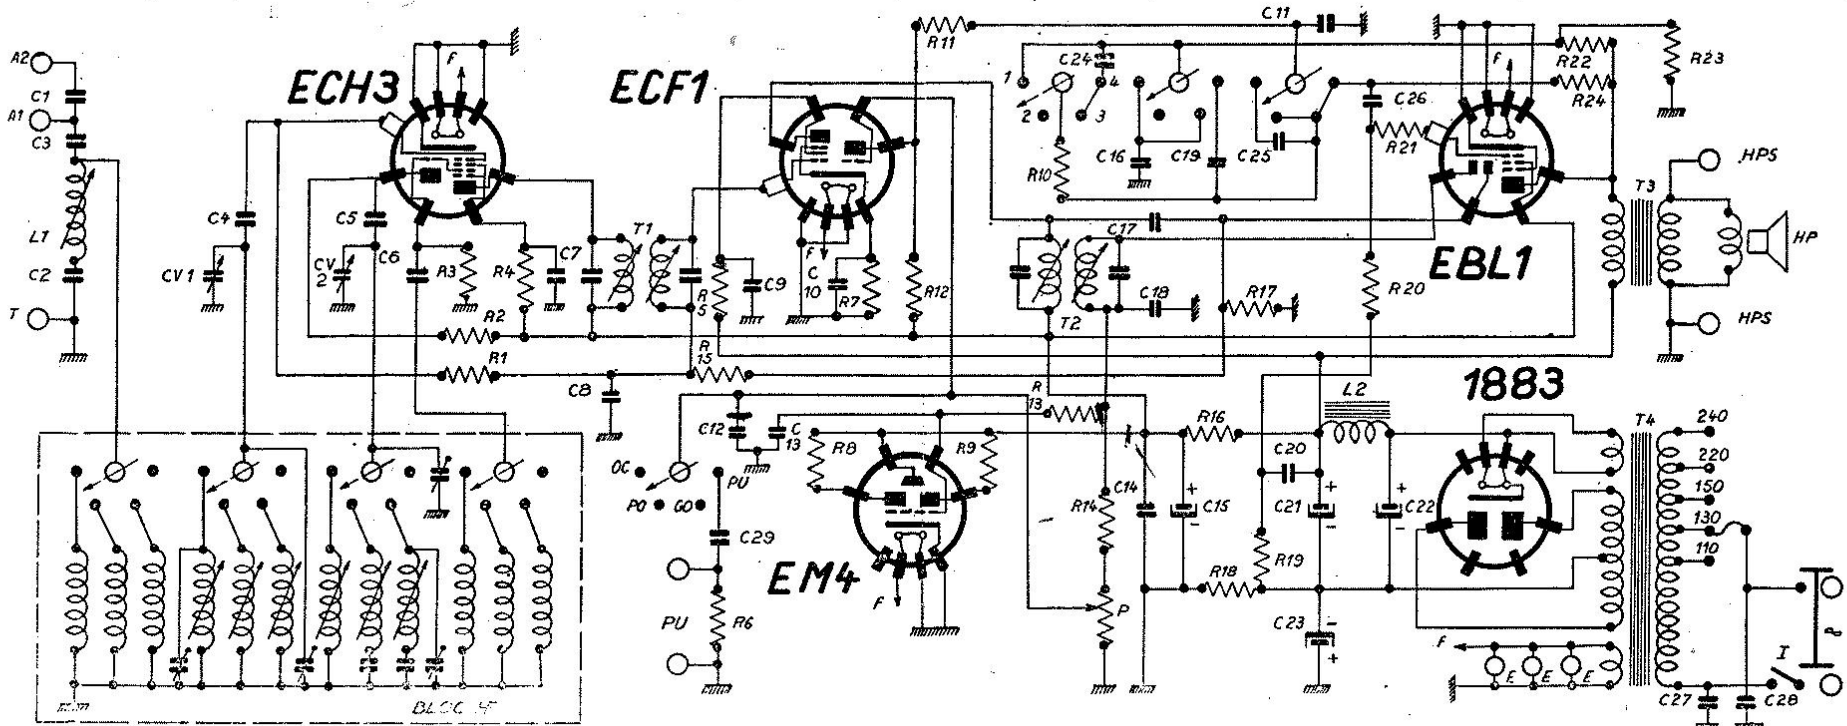 A2
C1
A1
C3
L1
C2
T
ECH3
F
C4
C5
CV1
CV
2
C6
R3
R4
C7
T1
R2
R1
C8
ECF1
R
5
C9
F
C
10
R7
R12
R
15
R11
C11
C24
1
2
3
4
R10
C16
C19
C25
C26
R21
C17
C18
T2
R17
R20
EBL1
F
R22
R24
R23
T3
HPS
HP
HPS
BLOC HF
OC
PO
GO
PU
C12
C
13
C29
PU
R6
R8
R9
EM4
F
R
13
R14
P
C14
C15
R16
R18
R19
C20
C21
C22
C23
L2
1883
T4
240
220
150
130
110
F
E
E
E
C27
C28
I